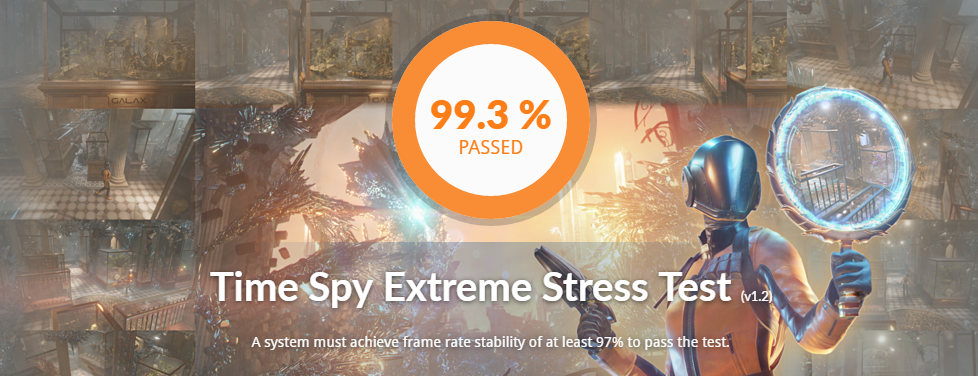 99.3 %
PASSED
GALAX
Time Spy Extreme Stress Test (v1.2)
A system must achieve frame rate stability of at least 97% to pass the test.